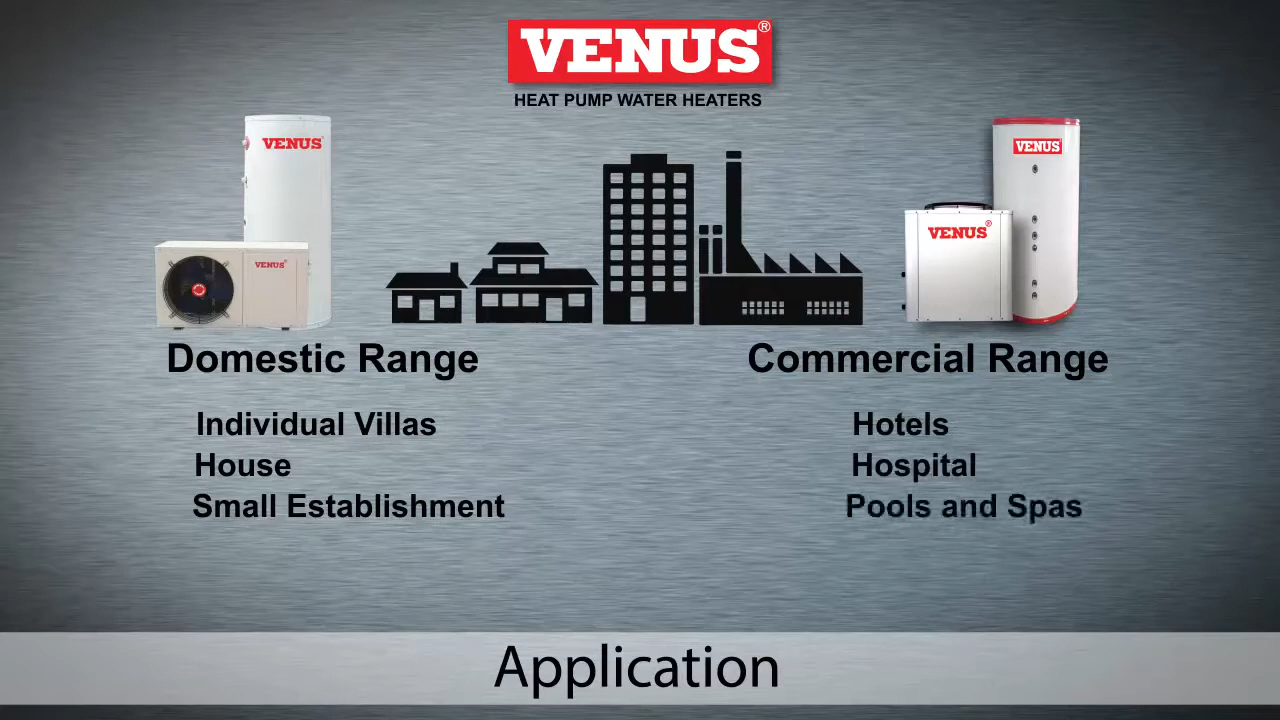 VENUS®
HEAT PUMP WATER HEATERS
VENUS
VENUS
VENUS
VENUS®
Domestic Range
Commercial Range
Individual Villas
House
Small Establishment
Hotels
Hospital
Pools and Spas
Application